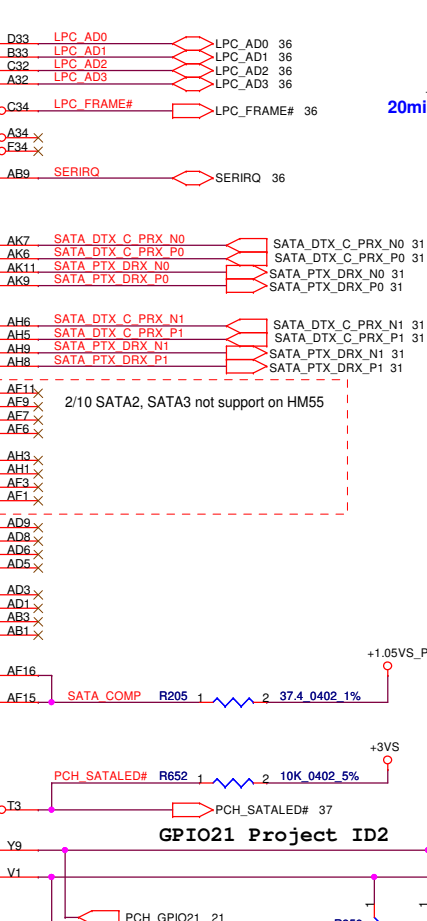 D33 LPC_AD0 LPC_AD0 36
B33 LPC_AD1 LPC_AD1 36
C32 LPC_AD2 LPC_AD2 36
A32 LPC_AD3 LPC_AD3 36
C34 LPC_FRAME# LPC_FRAME# 36
20mi
A34
F34
AB9 SERIRQ SERIRQ 36
AK7 SATA_DTX_C_PRX_N0 SATA_DTX_C_PRX_N0 31
AK6 SATA_DTX_C_PRX_P0 SATA_DTX_C_PRX_P0 31
AK11 SATA_PTX_DRX_N0 SATA_PTX_DRX_N0 31
AK9 SATA_PTX_DRX_P0 SATA_PTX_DRX_P0 31
AH6 SATA_DTX_C_PRX_N1 SATA_DTX_C_PRX_N1 31
AH5 SATA_DTX_C_PRX_P1 SATA_DTX_C_PRX_P1 31
AH9 SATA_PTX_DRX_N1 SATA_PTX_DRX_N1 31
AH8 SATA_PTX_DRX_P1 SATA_PTX_DRX_P1 31
AF11
AF9 2/10 SATA2, SATA3 not support on HM55
AF7
AF6
AH3
AH1
AF3
AF1
AD9
AD8
AD6
AD5
AD3
AD1
AB3
AB1
+1.05VS_P
AF16
AF15 SATA_COMP R205 1 2 37.4_0402_1%
+3VS
PCH_SATALED# R652 1 2 10K_0402_5%
T3 PCH_SATALED# 37
GPIO21 Project ID2
Y9
V1
1
PCH_GPIO21 21